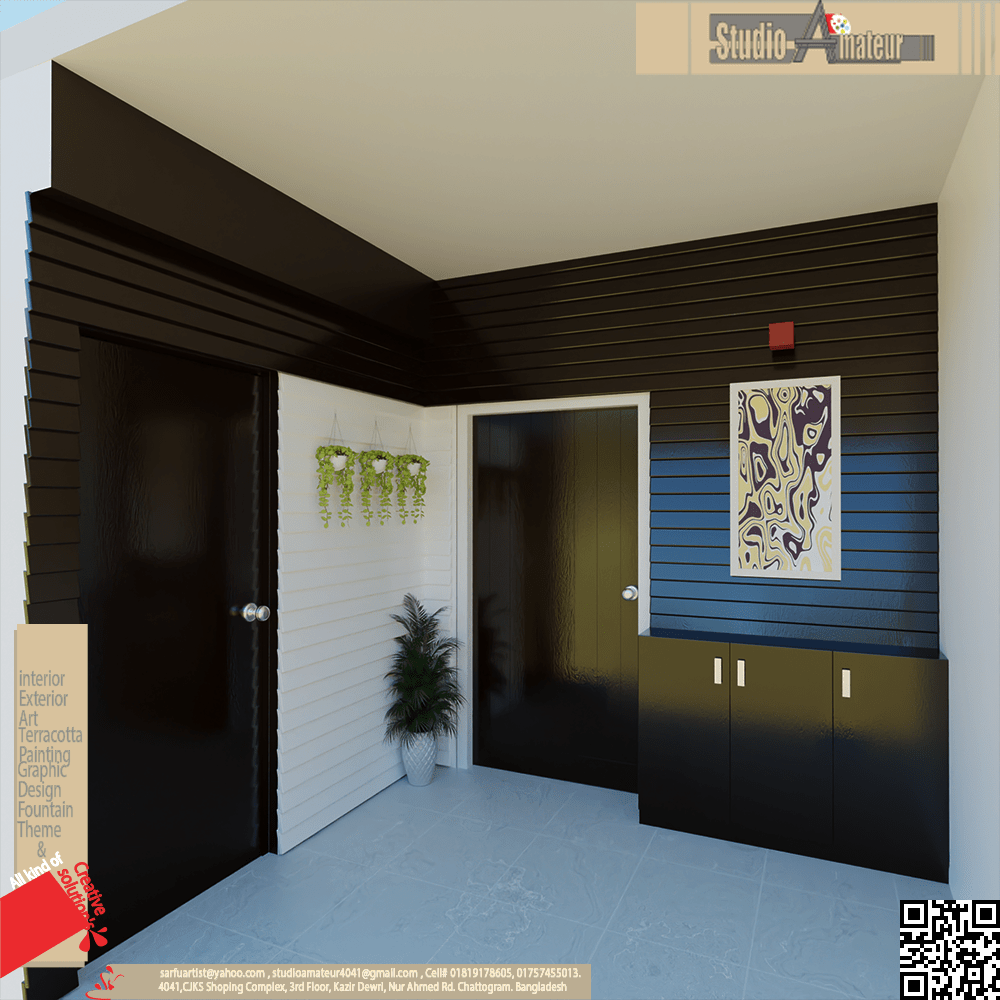 Studio-Amateur
interior
Exterior
Art
Terracotta
Painting
Graphic
Design
Fountain
Theme
&
All kind of
Creative
solutions
sarfuartist@yahoo.com , studioamateur4041@gmail.com , Cell# 01819178605, 01757455013.
4041,CJKS Shoping Complex, 3rd Floor, Kazir Dewri, Nur Ahmed Rd. Chattogram. Bangladesh